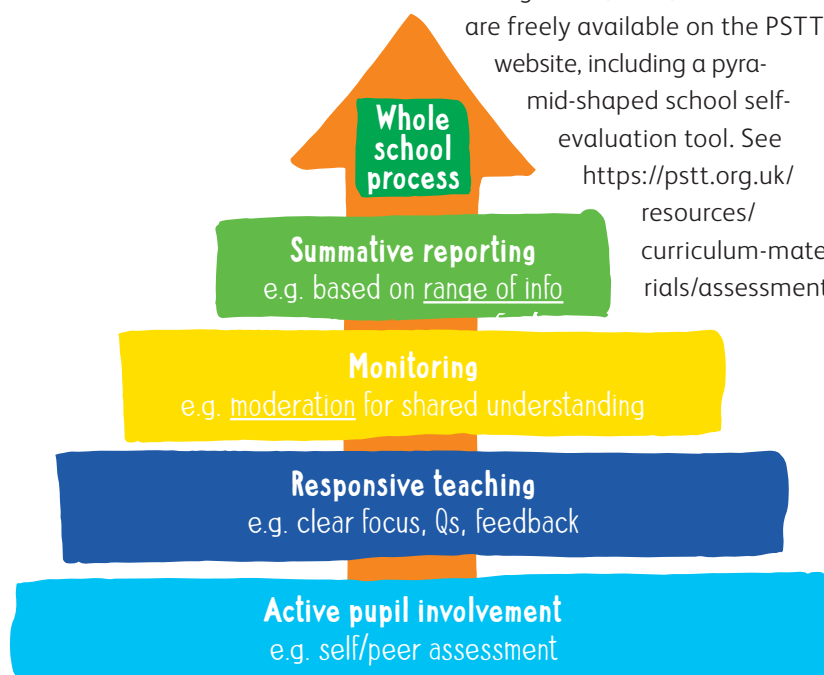 are freely available on the PSTT
website, including a pyra-
mid-shaped school self-
evaluation tool. See
https://pstt.org.uk/
resources/
curriculum-mate
rials/assessment
Whole
school
process
Summative reporting
e.g. based on range of info
Monitoring
e.g. moderation for shared understanding
Responsive teaching
e.g. clear focus, Qs, feedback
Active pupil involvement
e.g. self/peer assessment